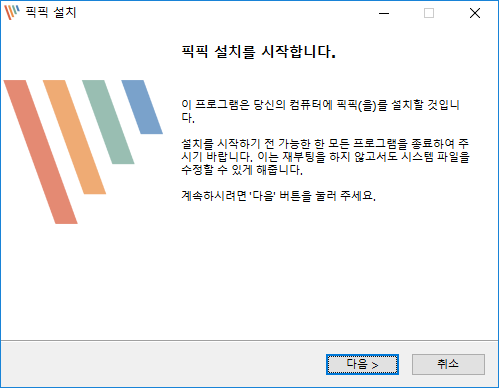 픽픽 설치
픽픽 설치를 시작합니다.
이 프로그램은 당신의 컴퓨터에 픽픽(을)를 설치할 것입니
다.
설치를 시작하기 전 가능한 한 모든 프로그램을 종료하여 주
시기 바랍니다. 이는 재부팅을 하지 않고서도 시스템 파일을
수정할 수 있게 해줍니다.
계속하시려면 '다음' 버튼을 눌러 주세요.
다음 >
취소